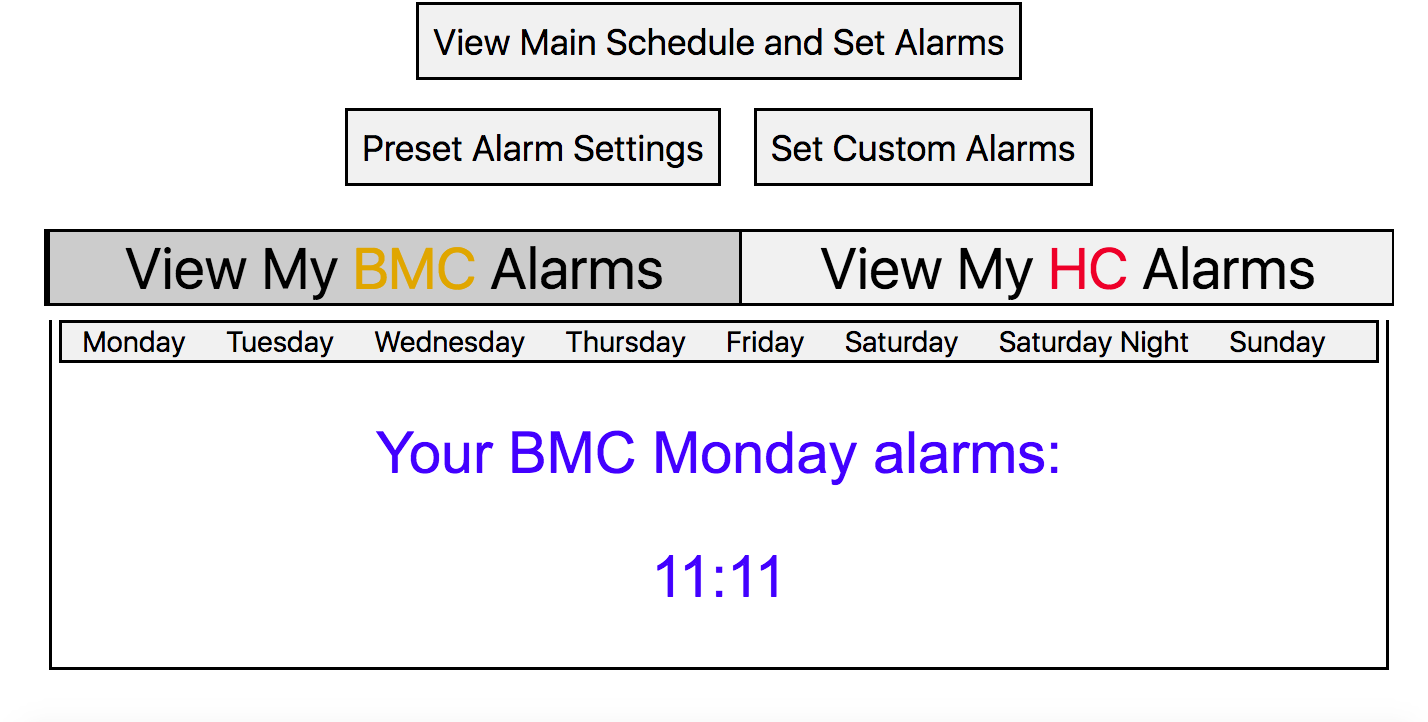 View Main Schedule and Set Alarms
Preset Alarm Settings Set Custom Alarms
View My BMC Alarms View My HC Alarms
Monday Tuesday Wednesday Thursday Friday Saturday Saturday Night Sunday
Your BMC Monday alarms:
11:11